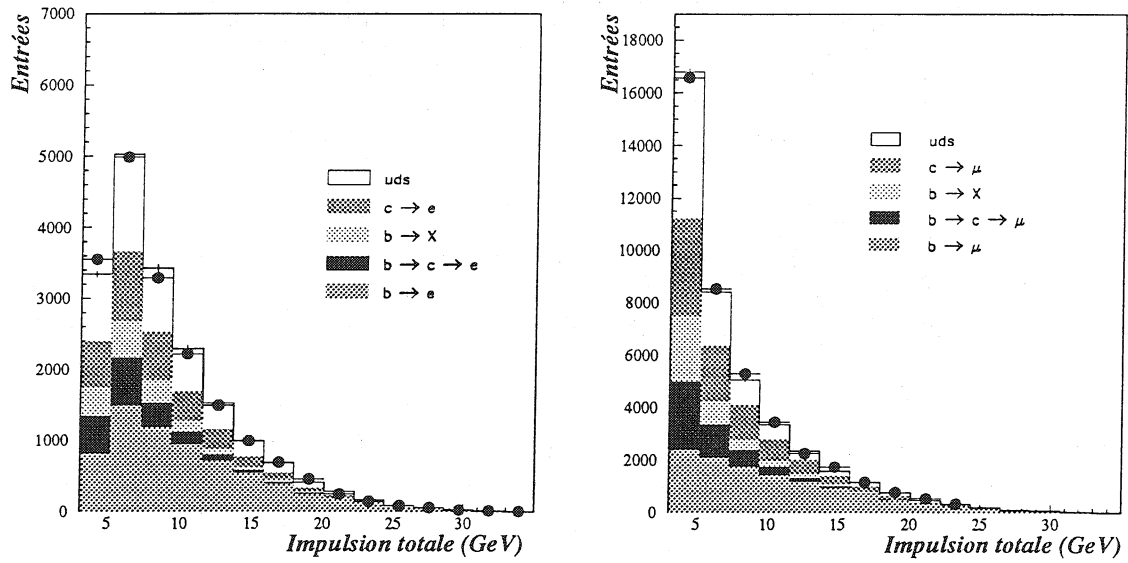 Entrées
7000
6000
5000
4000
3000
2000
1000
0
5
10
15
20
25
30
Impulsion totale (GeV)
uds
c → e
b → X
b → c → e
b → e
Entrées
18000
16000
14000
12000
10000
8000
6000
4000
2000
0
5
10
15
20
25
30
Impulsion totale (GeV)
uds
c → μ
b → X
b → c → μ
b → μ